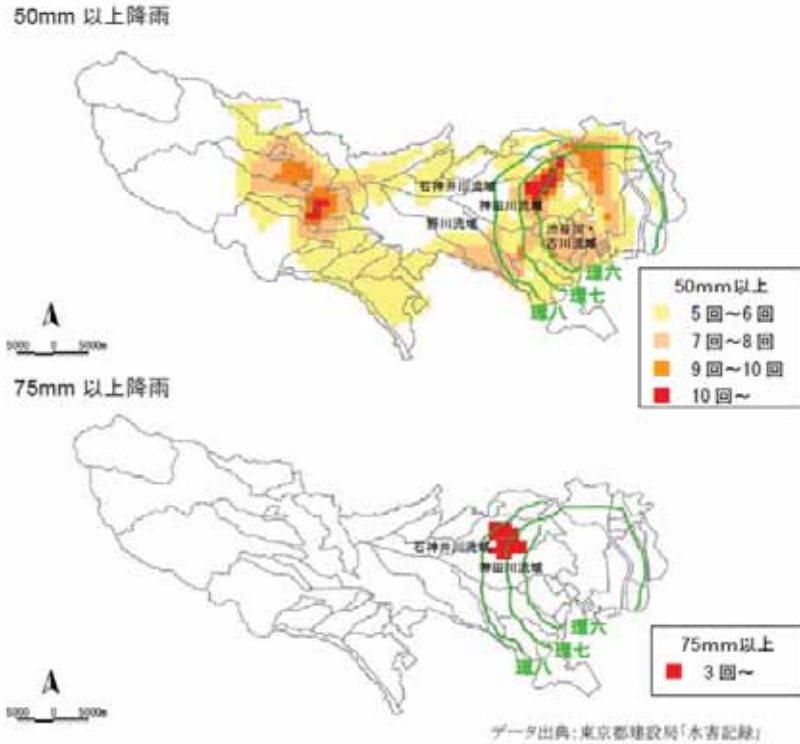 50mm 以上降雨
石神井川流域
神田川流域
野川流域
渋谷川・
古川流域
環六
環七
環八
5000 0 5000m
50mm以上
5回～6回
7回～8回
9回～10回
10回～
75mm 以上降雨
石神井川流域
神田川流域
環六
環七
環八
5000 0 5000m
75mm以上
3回～
データ出典：東京都建設局「水害記録」